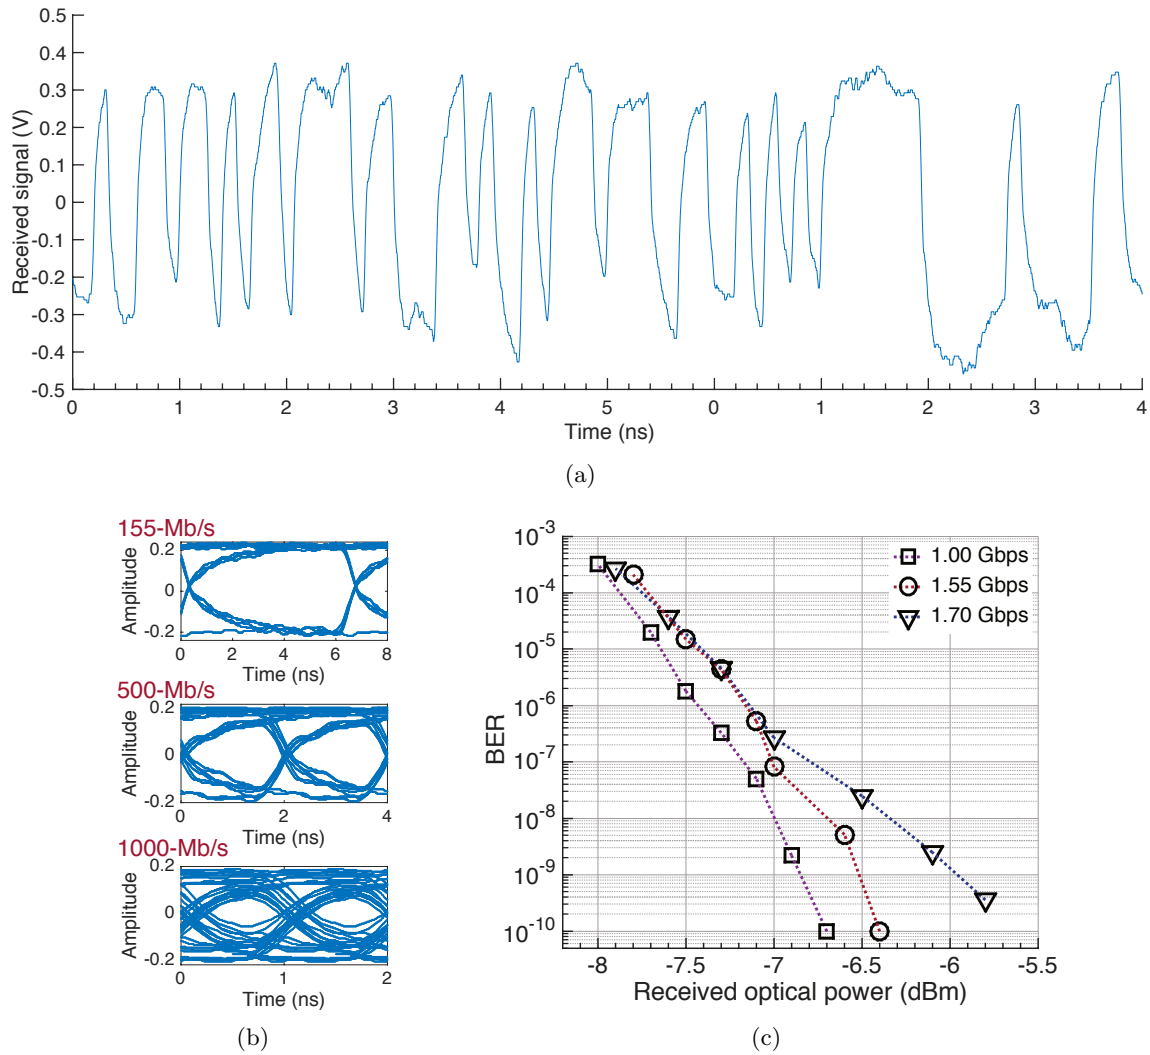 (a)
0.5
0.4
0.3
0.2
0.1
0
-0.1
-0.2
-0.3
-0.4
-0.5
Received signal (V)
0 1 2 3 4 5 0 1 2 3 4
Time (ns)
(a)
155-Mb/s
0.2
0
-0.2
Amplitude
0 2 4 6 8
Time (ns)
500-Mb/s
0.2
0
-0.2
Amplitude
0 2 4
Time (ns)
1000-Mb/s
0.2
0
-0.2
Amplitude
0 1 2
Time (ns)
(b)
10-3
10-4
10-5
10-6
10-7
10-8
10-9
10-10
BER
1.00 Gbps
1.55 Gbps
1.70 Gbps
-8 -7.5 -7 -6.5 -6 -5.5
Received optical power (dBm)
(c)